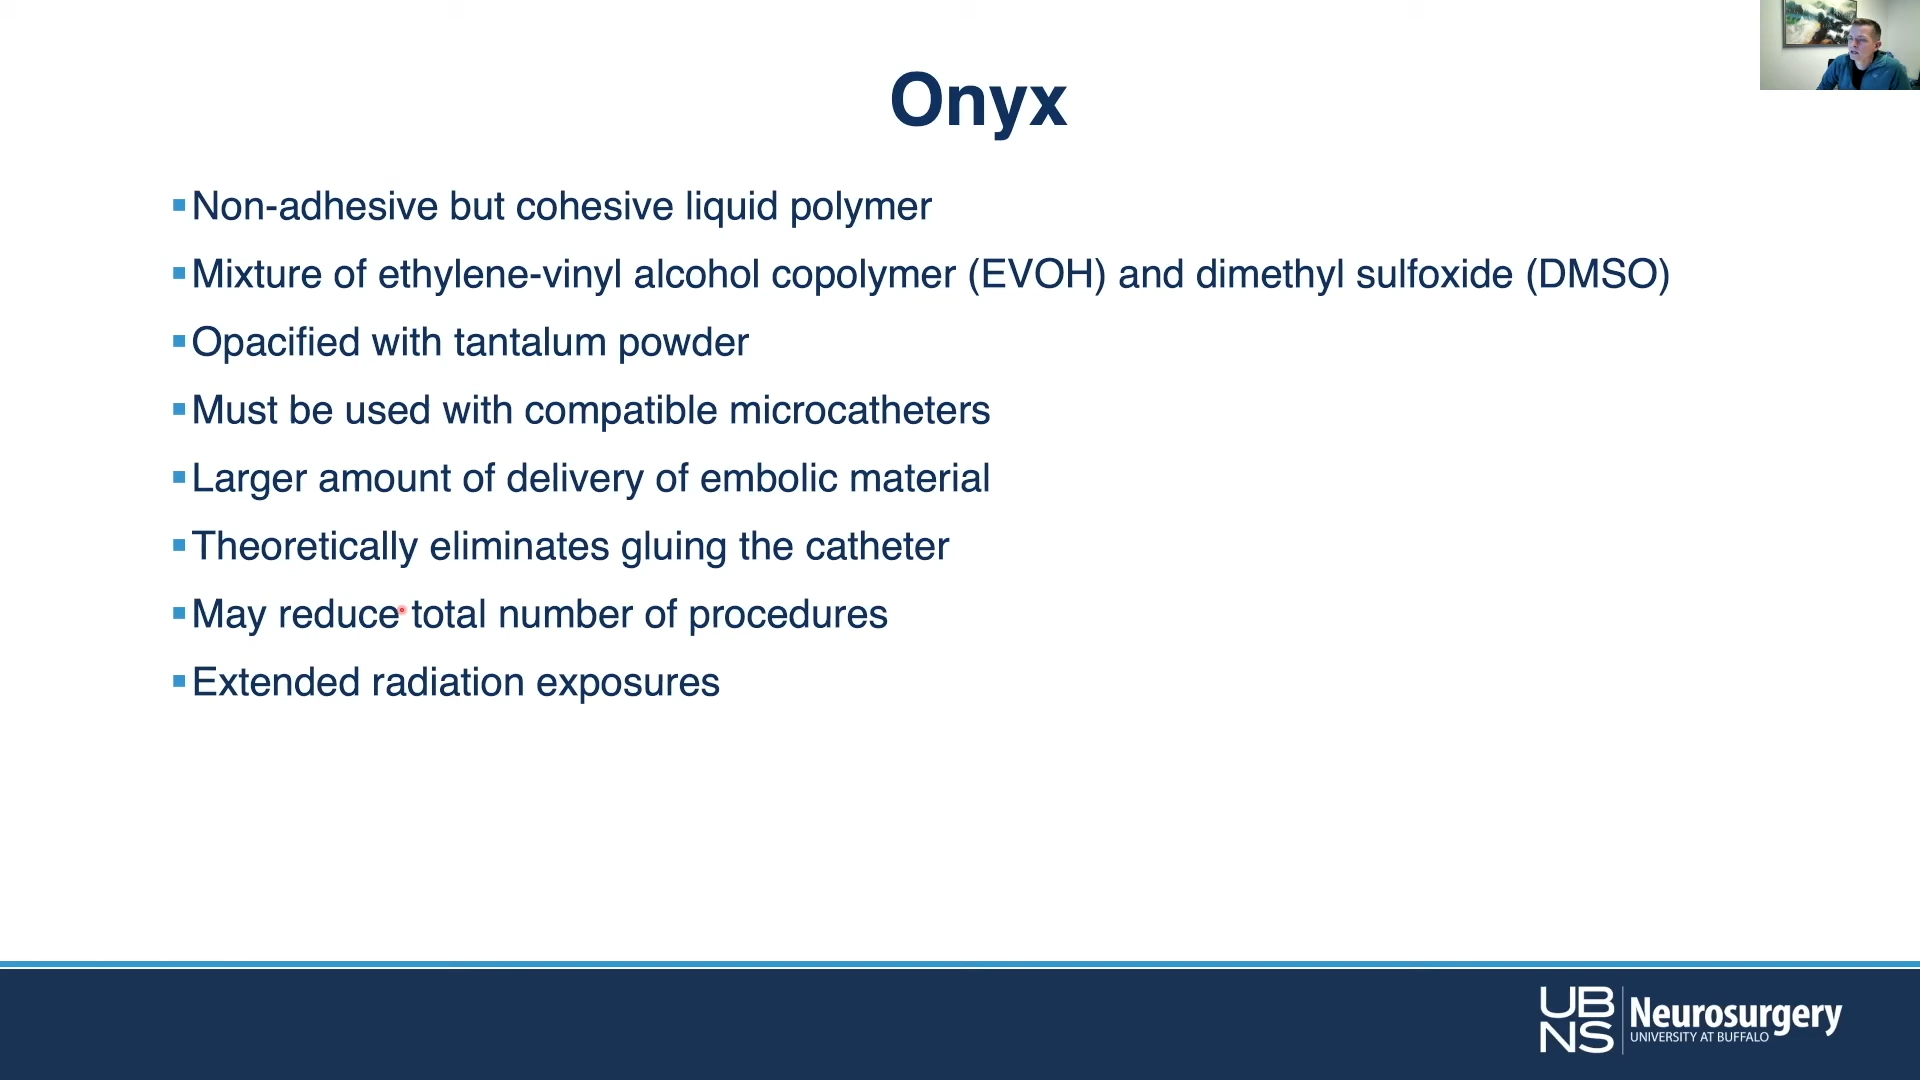 Onyx
Non-adhesive but cohesive liquid polymer
Mixture of ethylene-vinyl alcohol copolymer (EVOH) and dimethyl sulfoxide (DMSO)
Opacified with tantalum powder
Must be used with compatible microcatheters
Larger amount of delivery of embolic material
Theoretically eliminates gluing the catheter
May reduce total number of procedures
Extended radiation exposures
UB
NS
Neurosurgery
UNIVERSITY AT BUFFALO